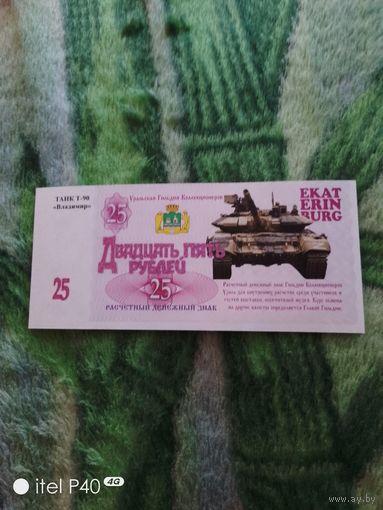 ТАНК Т-90
«Владимир»
25
Уральская Гильдия Коллекционеров
25
Двадцать пять
рублей
25
РАСЧЕТНЫЙ ДЕНЕЖНЫЙ ЗНАК
EKAT
ERIN
BURG
Расчетный денежный знак Гильдии Коллекционеров
Урала для внутренних расчетов среди участников и
гостей выставки, посетителей музея. Курс обмена
на другие валюты определяется Главой Гильдии.
itel P40 4G
www.ay.by